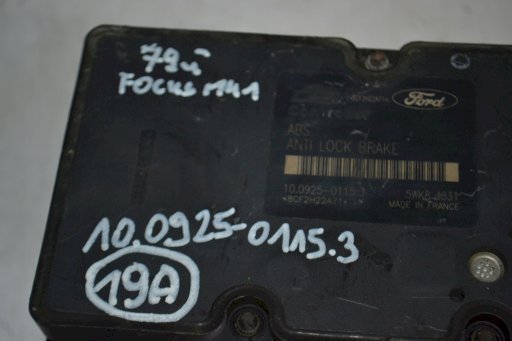 Ford
ABS
ANTI LOCK BRAKE
10.0925-0115.3
*8CF2H22A71*
MADE IN FRANCE
FOCUS MK1
10.0925-0115.3
19A